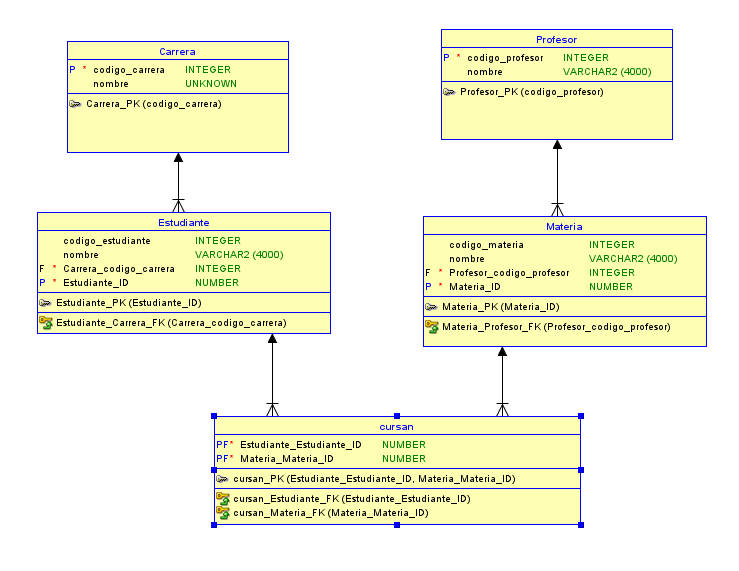 Carrera
P * codigo_carrera INTEGER
nombre UNKNOWN
Carrera_PK (codigo_carrera)
Profesor
P * codigo_profesor INTEGER
nombre VARCHAR2 (4000)
Profesor_PK (codigo_profesor)
Estudiante
codigo_estudiante INTEGER
nombre VARCHAR2 (4000)
F * Carrera_codigo_carrera INTEGER
P * Estudiante_ID NUMBER
Estudiante_PK (Estudiante_ID)
Estudiante_Carrera_FK (Carrera_codigo_carrera)
Materia
codigo_materia INTEGER
nombre VARCHAR2 (4000)
F * Profesor_codigo_profesor INTEGER
P * Materia_ID NUMBER
Materia_PK (Materia_ID)
Materia_Profesor_FK (Profesor_codigo_profesor)
cursan
PF* Estudiante_Estudiante_ID NUMBER
PF* Materia_Materia_ID NUMBER
cursan_PK (Estudiante_Estudiante_ID, Materia_Materia_ID)
cursan_Estudiante_FK (Estudiante_Estudiante_ID)
cursan_Materia_FK (Materia_Materia_ID)